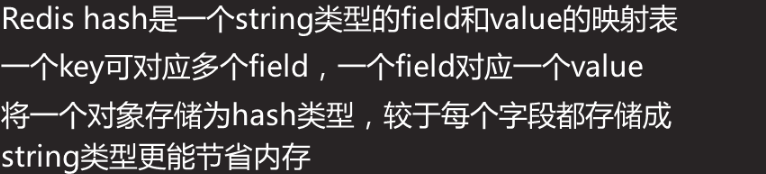 Redis hash是一个string类型的field和value的映射表
一个key可对应多个field，一个field对应一个value
将一个对象存储为hash类型，较于每个字段都存储成
string类型更能节省内存